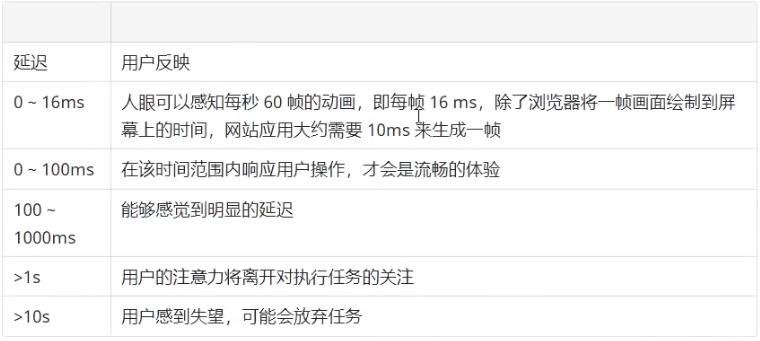 延迟 用户反映
0 ~ 16ms 人眼可以感知每秒 60 帧的动画，即每帧 16 ms，除了浏览器将一帧画面绘制到屏
幕上的时间，网站应用大约需要 10ms 来生成一帧
0 ~ 100ms 在该时间范围内响应用户操作，才会是流畅的体验
100 ~ 能够感觉到明显的延迟
1000ms
>1s 用户的注意力将离开对执行任务的关注
>10s 用户感到失望，可能会放弃任务